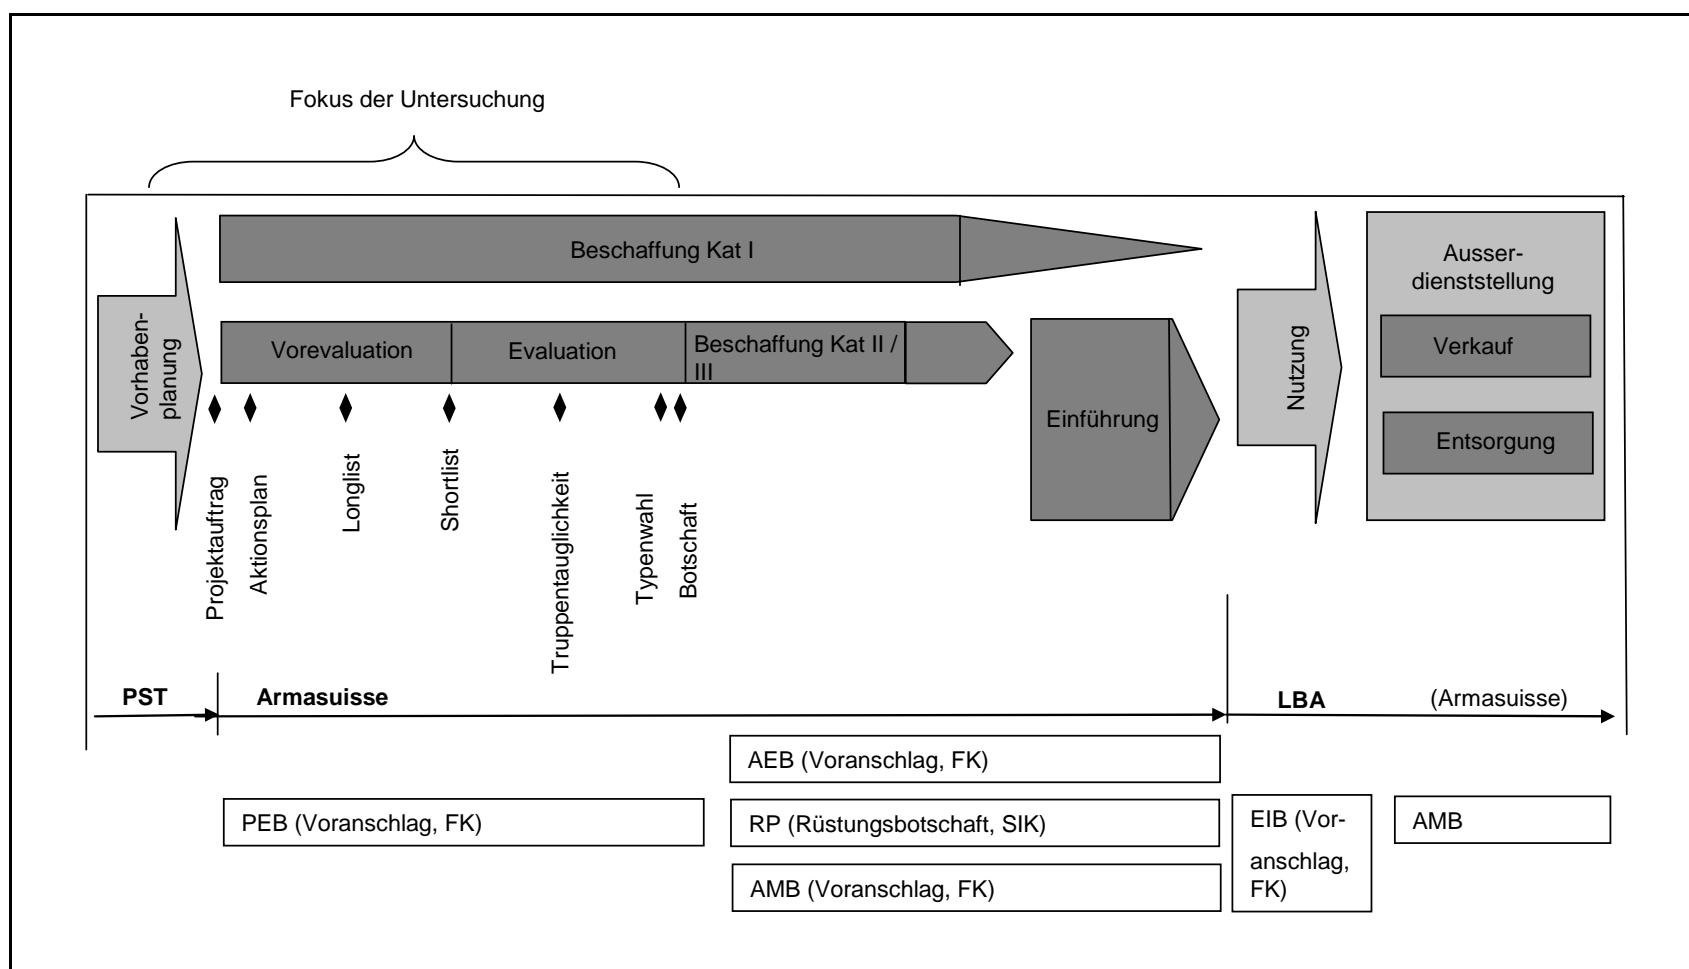 Fokus der Untersuchung
Beschaffung Kat I
Vorhaben-
planung
Vorevaluation
Evaluation
Beschaffung Kat II /
III
Einführung
Nutzung
Ausser-
dienststellung
Verkauf
Entsorgung
Projektauftrag
Aktionsplan
Longlist
Shortlist
Truppentauglichkeit
Typenwahl
Botschaft
PST
Armasuisse
LBA
(Armasuisse)
AEB (Voranschlag, FK)
PEB (Voranschlag, FK)
RP (Rüstungsbotschaft, SIK)
AMB (Voranschlag, FK)
EIB (Vor-
anschlag,
FK)
AMB